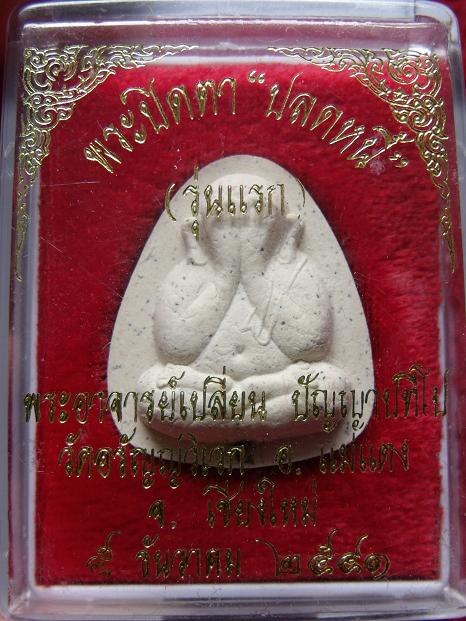 พระปิดตา "ปลดหนี้"
(รุ่นแรก)
พระอาจารย์เปลี่ยน ปัญญาปทีโป
วัดอรัญญวิเวก อ. แม่แตง
จ. เชียงใหม่
๕ ธันวาคม ๒๕๔๑